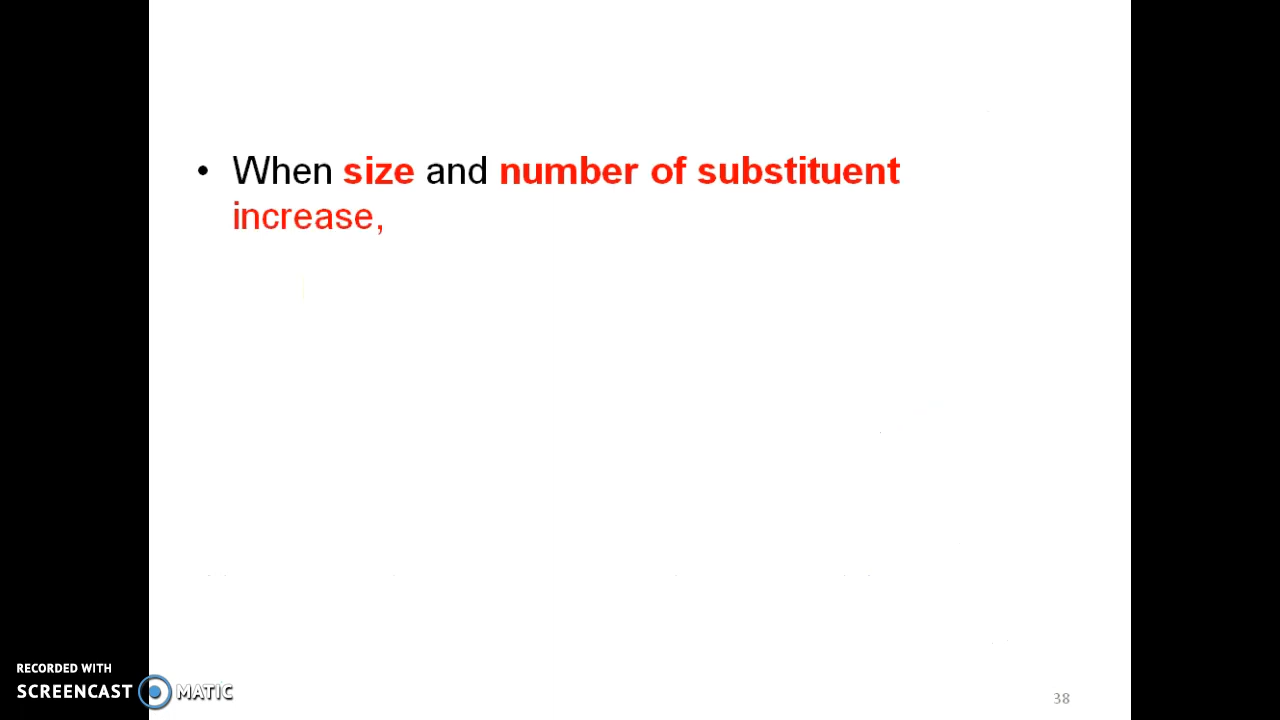 • When size and number of substituent
increase,
RECORDED WITH
SCREENCAST MATIC
38